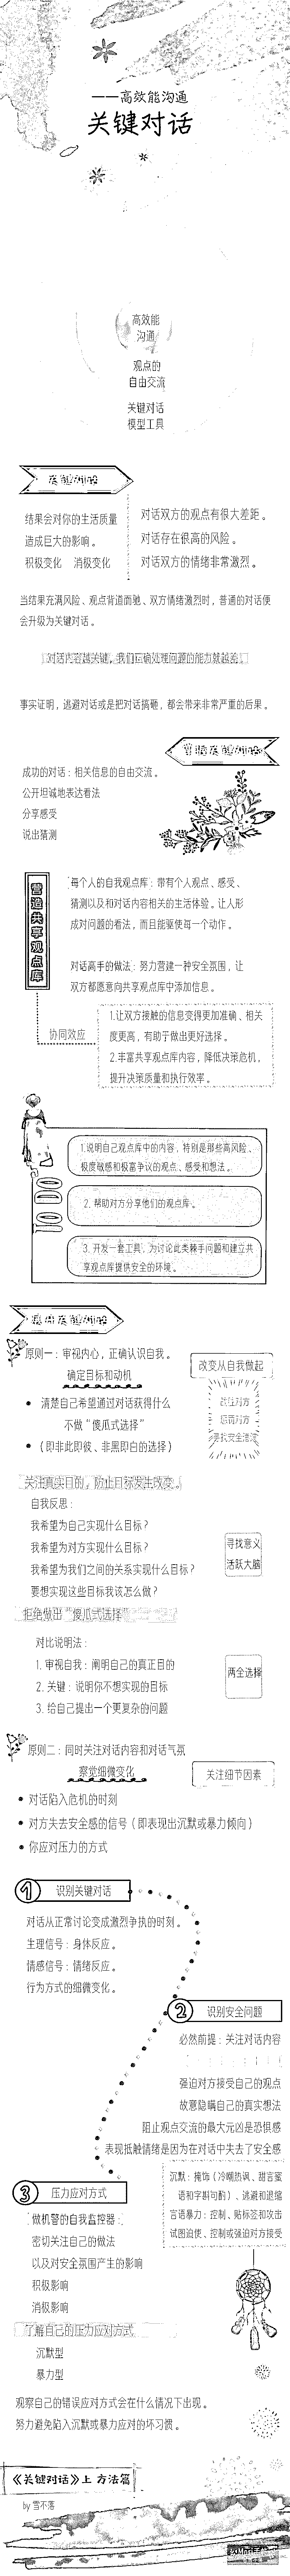 ——高效能沟通
关键对话
高效能
沟通
观点的
自由交流
关键对话
模型工具
关键对话
结果会对你的生活质量
造成巨大的影响。
积极变化 消极变化
对话双方的观点有很大差距。
对话存在很高的风险。
对话双方的情绪非常激烈。
当结果充满风险、观点背道而驰、双方情绪激烈时,普通的对话便
会升级为关键对话。
对话内容越关键,我们正确处理问题的能力就越差。
事实证明,逃避对话或是把对话搞砸,都会带来非常严重的后果。
成功的对话:相关信息的自由交流。
公开坦诚地表达看法
分享感受
说出猜测
营造共享观点库
每个人的自我观点库:带有个人观点、感受、
猜测以及和对话内容相关的生活体验,让人形
成对问题的看法,而且能驱使每一个动作。
对话高手的做法:努力营建一种安全氛围,让
双方都愿意向共享观点库中添加信息。
协同效应
1.让双方接触的信息变得更加准确、相关
度更高,有助于做出更好选择。
2.丰富共享观点库内容,降低决策危机,
提升决策质量和执行效率。
TO DO
1.说明自己观点库中的内容,特别是那些高风险、
极度敏感和极富争议的观点、感受和想法。
2. 帮助对方分享他们的观点库。
3. 开发一套工具,为讨论此类棘手问题和建立共
享观点库提供安全的环境。
原则一:审视内心,正确认识自我。
确定目标和动机
改变从自我做起
清楚自己希望通过对话获得什么
不做“傻瓜式选择”
(即非此即彼、非黑即白的选择)
关注真实目的,防止目标发生改变。
自我反思:
我希望为自己实现什么目标?
我希望为对方实现什么目标?
我希望为我们之间的关系实现什么目标?
要想实现这些目标我该怎么做?
寻找意义
活跃大脑
拒绝做出“傻瓜式选择”
对比说明法:
1. 审视自我:阐明自己的真正目的
2. 关键:说明你不想实现的目标
3. 给自己提出一个更复杂的问题
两全选择
原则二:同时关注对话内容和对话气氛
察觉细微变化
关注细节因素
对话陷入危机的时刻
对方失去安全感的信号(即表现出沉默或暴力倾向)
你应对压力的方式
1 识别关键对话
对话从正常讨论变成激烈争执的时刻。
生理信号:身体反应。
情感信号:情绪反应。
行为方式的细微变化。
2 识别安全问题
必然前提:关注对话内容
强迫对方接受自己的观点
故意隐瞒自己的真实想法
阻止观点交流的最大元凶是恐惧感
表现抵触情绪是因为在对话中失去了安全感
沉默:掩饰(冷嘲热讽、甜言蜜
语和字斟句酌)、逃避和退缩
言语暴力:控制、贴标签和攻击
试图迫使、控制或强迫对方接受
3 压力应对方式
做机警的自我监控器:
密切关注自己的做法
以及对安全氛围产生的影响
积极影响
消极影响
了解自己的压力应对方式
沉默型
暴力型
观察自己的错误应对方式会在什么情况下出现。
努力避免陷入沉默或暴力应对的坏习惯。
《关键对话》上 方法篇
by 雪不落